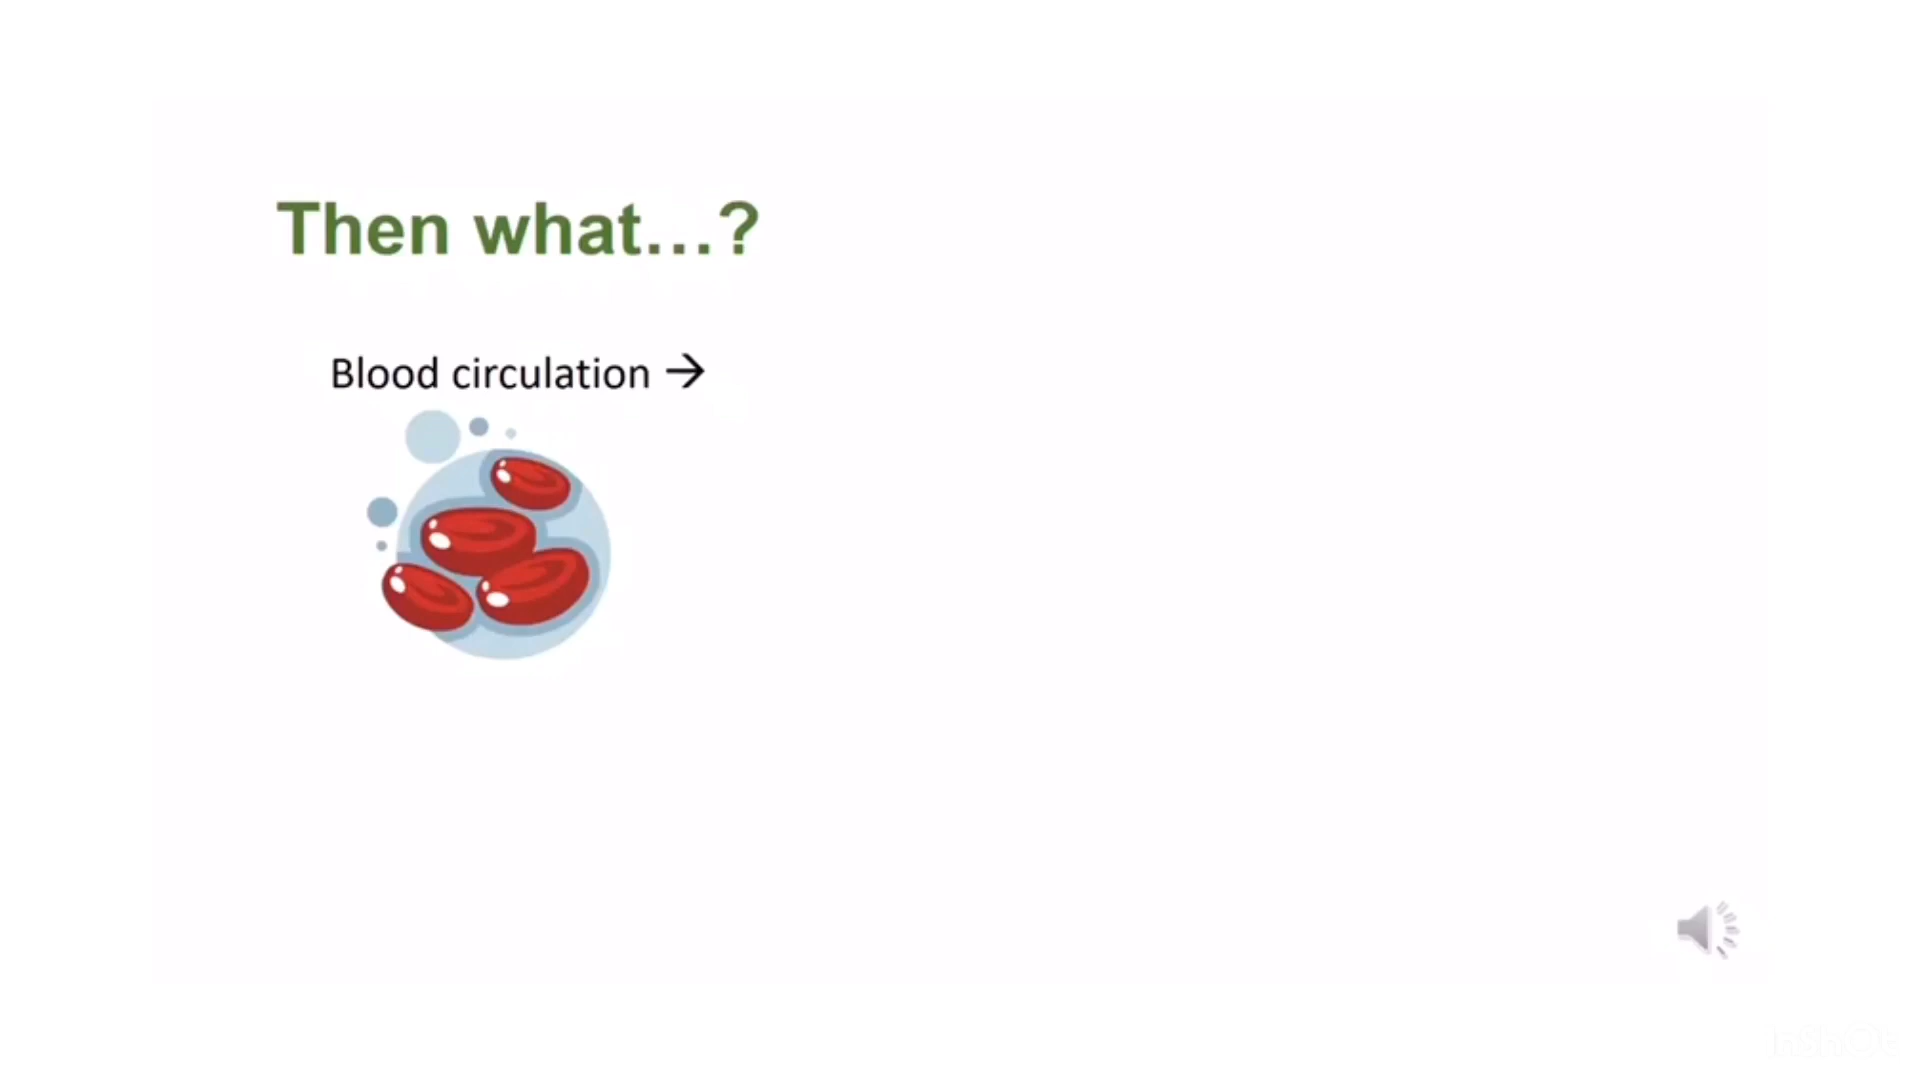 Then what...?
Blood circulation →